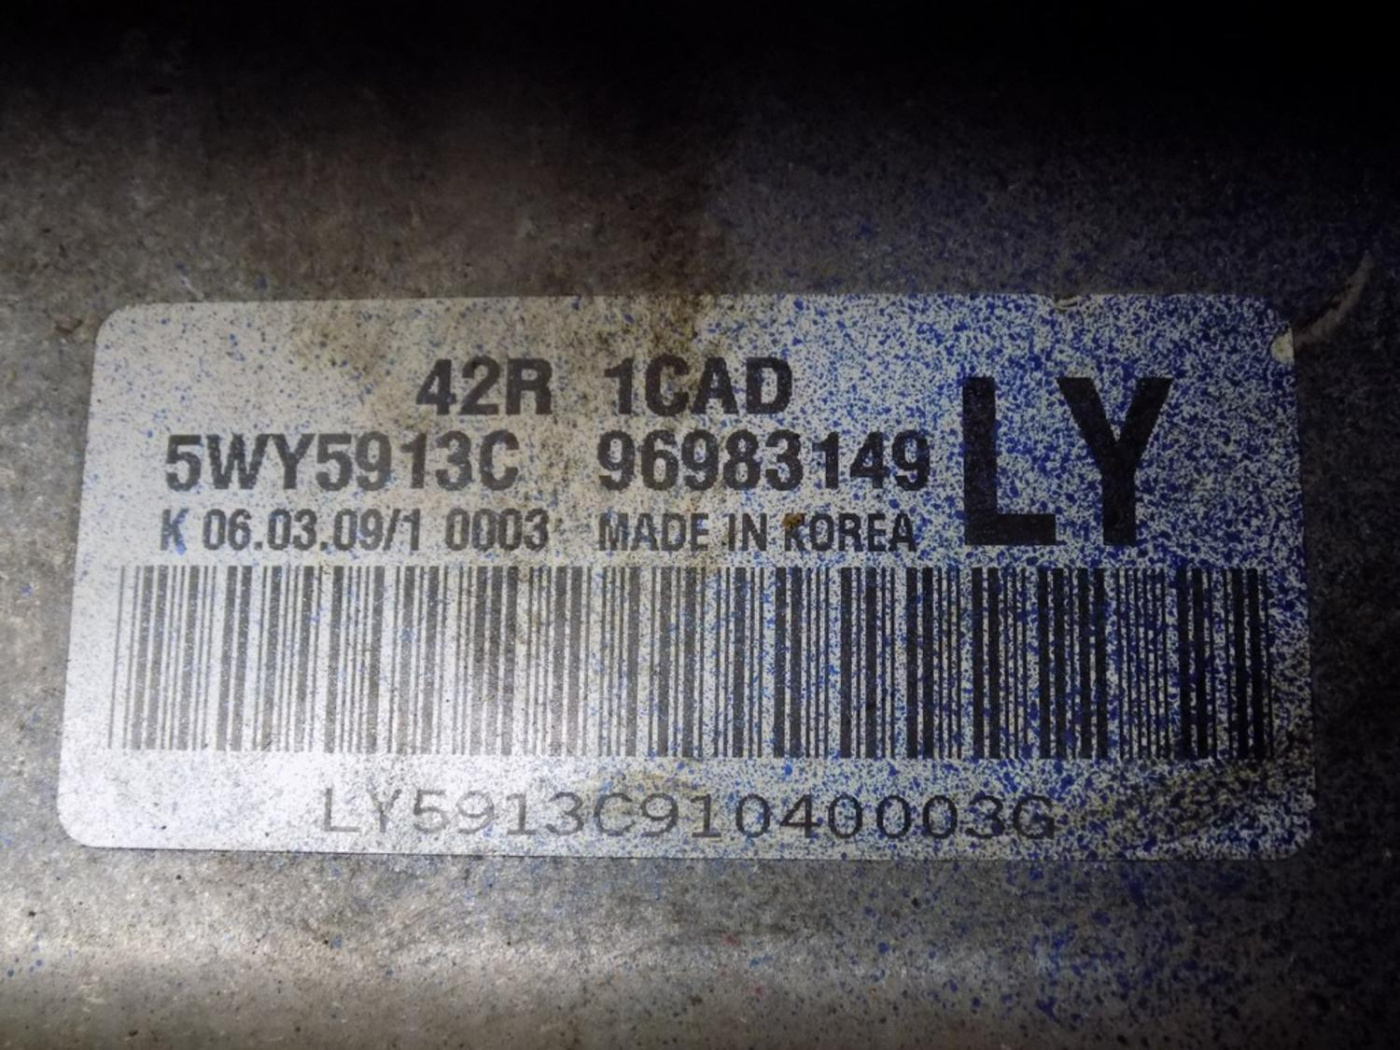 42R 1CAD
5WY5913C 96983149 LY
K 06.03.09/1 0003 MADE IN KOREA
LY5913C91040003G